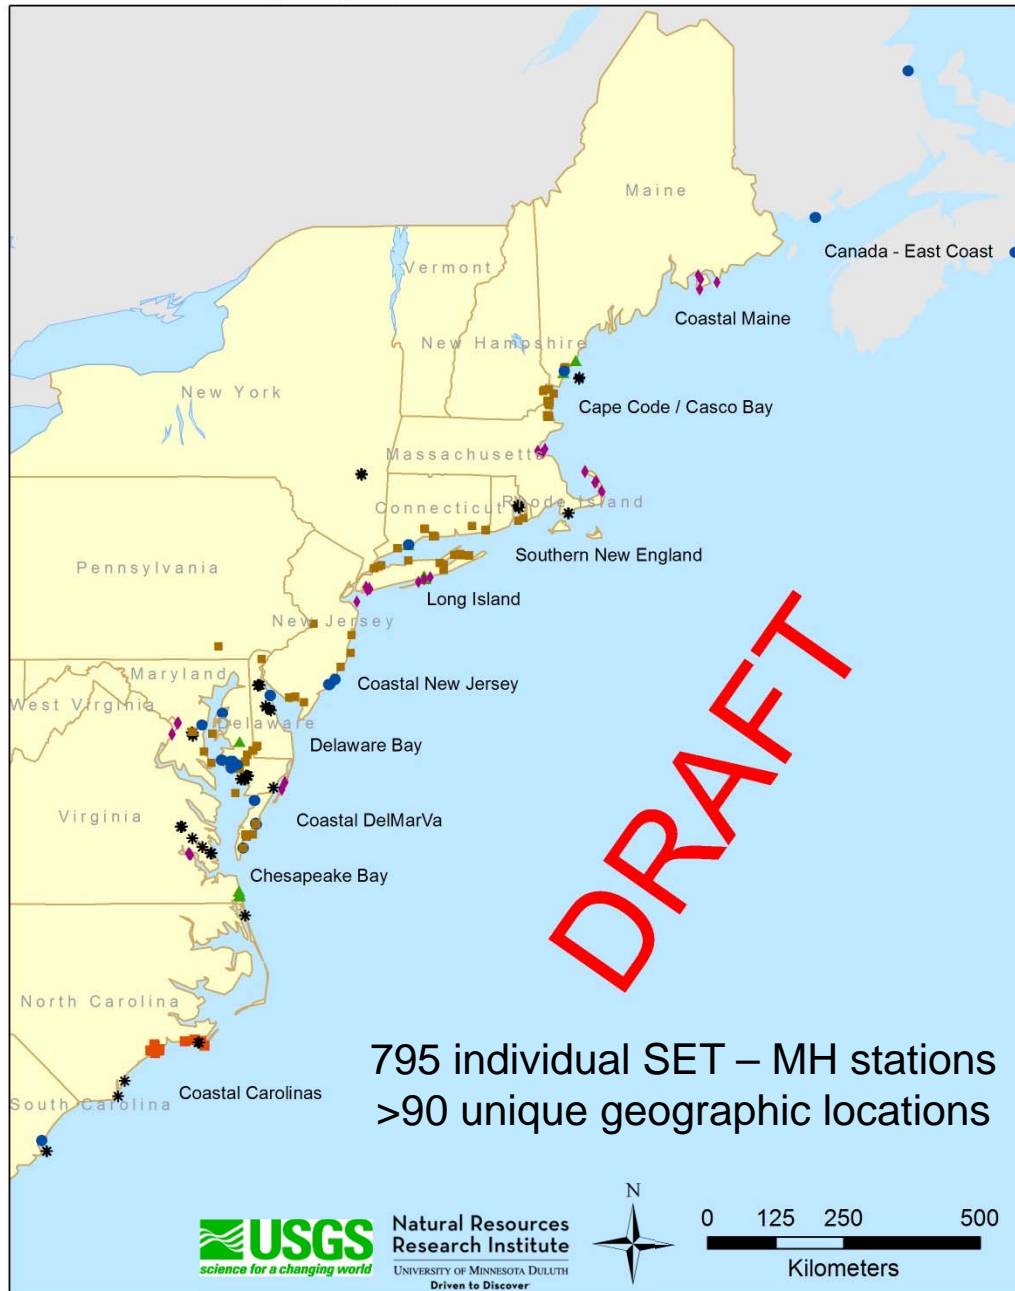 Maine
Canada - East Coast
Vermont
Coastal Maine
New Hampshire
New York
Cape Code / Casco Bay
Massachusetts
Connecticut
Rhode Island
Southern New England
Pennsylvania
Long Island
New Jersey
Maryland
Coastal New Jersey
West Virginia
Delaware
Delaware Bay
Virginia
Coastal DelMarVa
Chesapeake Bay
DRAFT
North Carolina
795 individual SET – MH stations
Coastal Carolinas
South Carolina
>90 unique geographic locations
N
USGS
science for a changing world
Natural Resources
Research Institute
UNIVERSITY OF MINNESOTA DULUTH
Driven to Discover
0 125 250 500
Kilometers